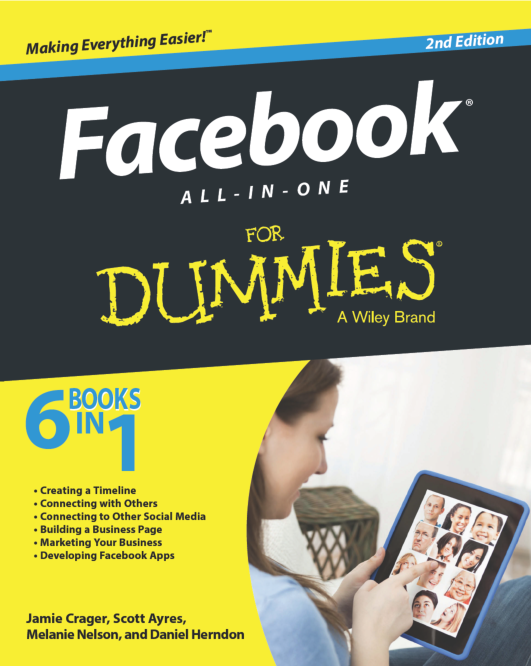 Making Everything Easier!™
2nd Edition
Facebook®
ALL-IN-ONE
FOR
DUMMIES®
A Wiley Brand
6 BOOKS
IN 1
• Creating a Timeline
• Connecting with Others
• Connecting to Other Social Media
• Building a Business Page
• Marketing Your Business
• Developing Facebook Apps
Jamie Crager, Scott Ayres,
Melanie Nelson, and Daniel Herndon